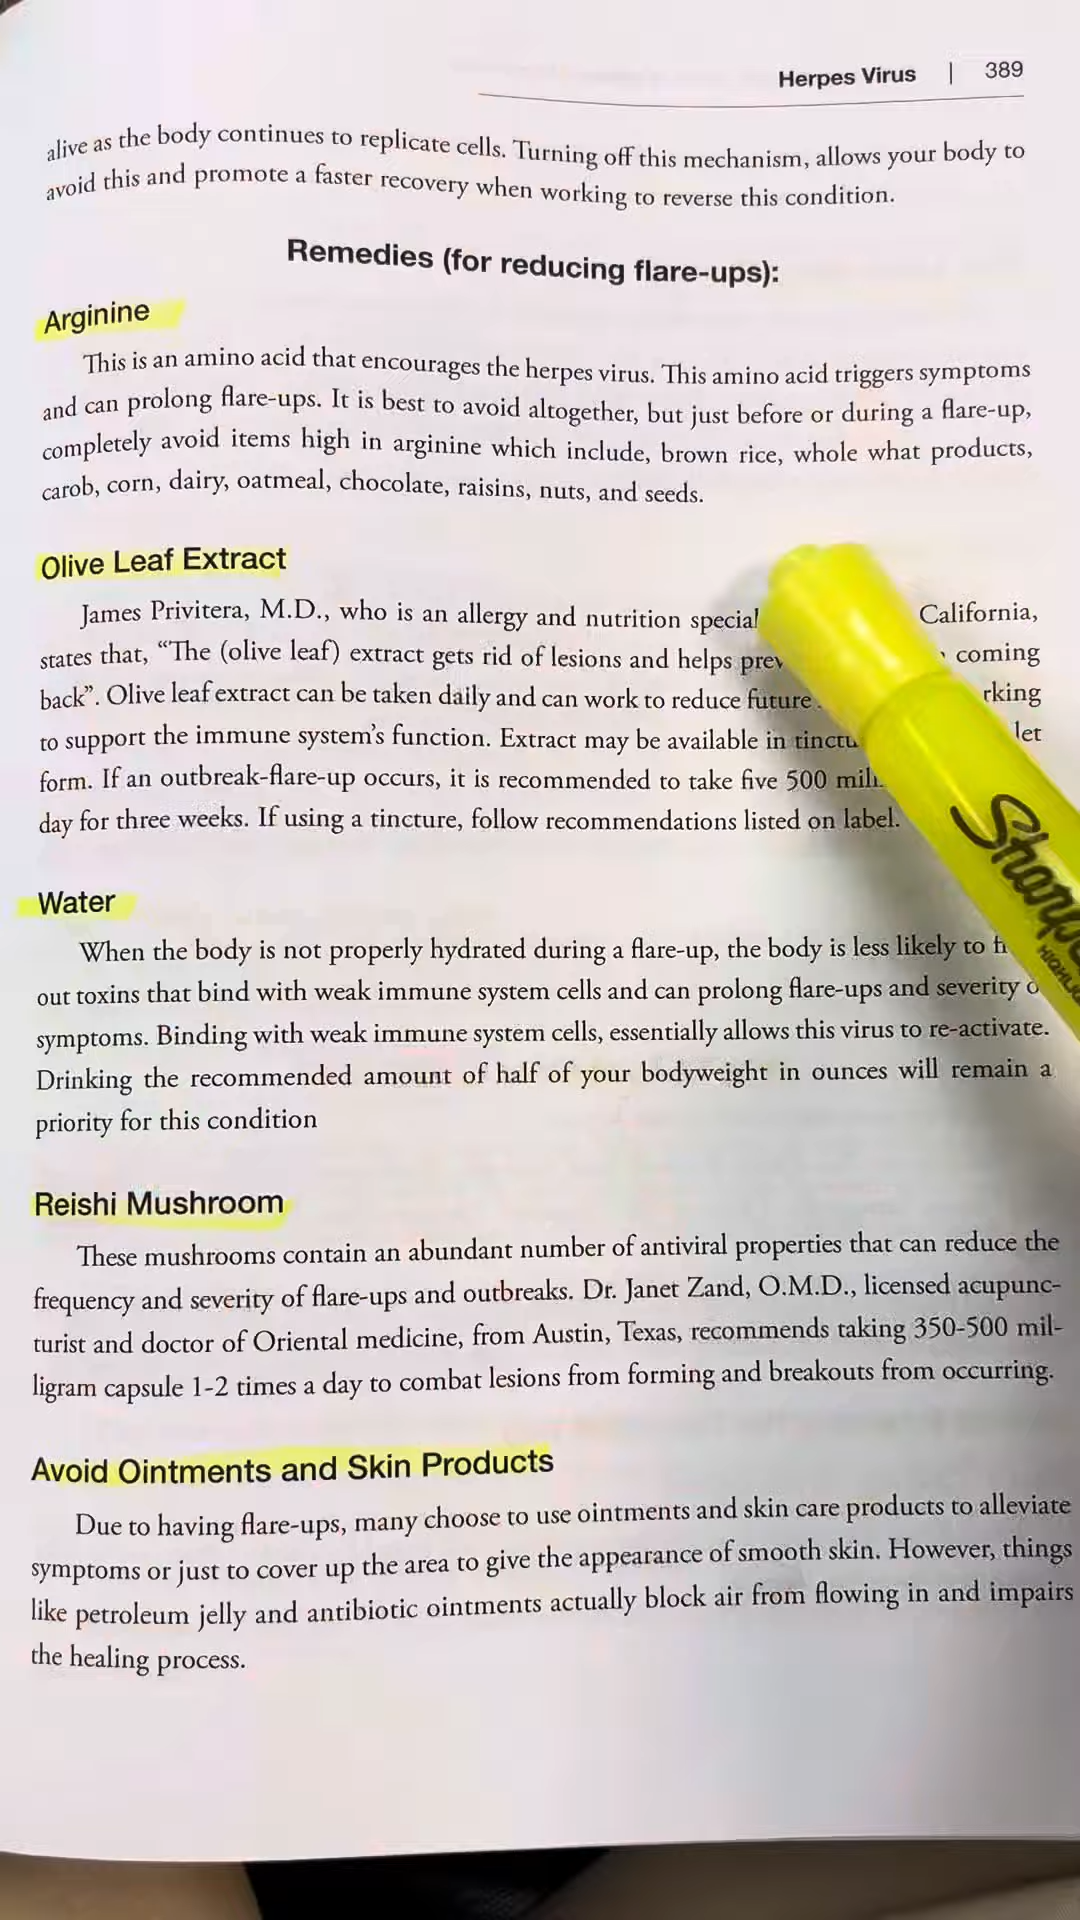 Herpes Virus | 389
alive as the body continues to replicate cells. Turning off this mechanism, allows your body to
avoid this and promote a faster recovery when working to reverse this condition.
Remedies (for reducing flare-ups):
Arginine
This is an amino acid that encourages the herpes virus. This amino acid triggers symptoms
and can prolong flare-ups. It is best to avoid altogether, but just before or during a flare-up,
completely avoid items high in arginine which include, brown rice, whole what products,
carob, corn, dairy, oatmeal, chocolate, raisins, nuts, and seeds.
Olive Leaf Extract
James Privitera, M.D., who is an allergy and nutrition special California,
states that, “The (olive leaf) extract gets rid of lesions and helps prev coming
back”. Olive leaf extract can be taken daily and can work to reduce future rking
to support the immune system’s function. Extract may be available in tinctu let
form. If an outbreak-flare-up occurs, it is recommended to take five 500 mil
day for three weeks. If using a tincture, follow recommendations listed on label.
Sharpie
Water
When the body is not properly hydrated during a flare-up, the body is less likely to
out toxins that bind with weak immune system cells and can prolong flare-ups and severity
symptoms. Binding with weak immune system cells, essentially allows this virus to re-activate.
Drinking the recommended amount of half of your bodyweight in ounces will remain a
priority for this condition
Reishi Mushroom
These mushrooms contain an abundant number of antiviral properties that can reduce the
frequency and severity of flare-ups and outbreaks. Dr. Janet Zand, O.M.D., licensed acupunc-
turist and doctor of Oriental medicine, from Austin, Texas, recommends taking 350-500 mil-
ligram capsule 1-2 times a day to combat lesions from forming and breakouts from occurring.
Avoid Ointments and Skin Products
Due to having flare-ups, many choose to use ointments and skin care products to alleviate
symptoms or just to cover up the area to give the appearance of smooth skin. However, things
like petroleum jelly and antibiotic ointments actually block air from flowing in and impairs
the healing process.